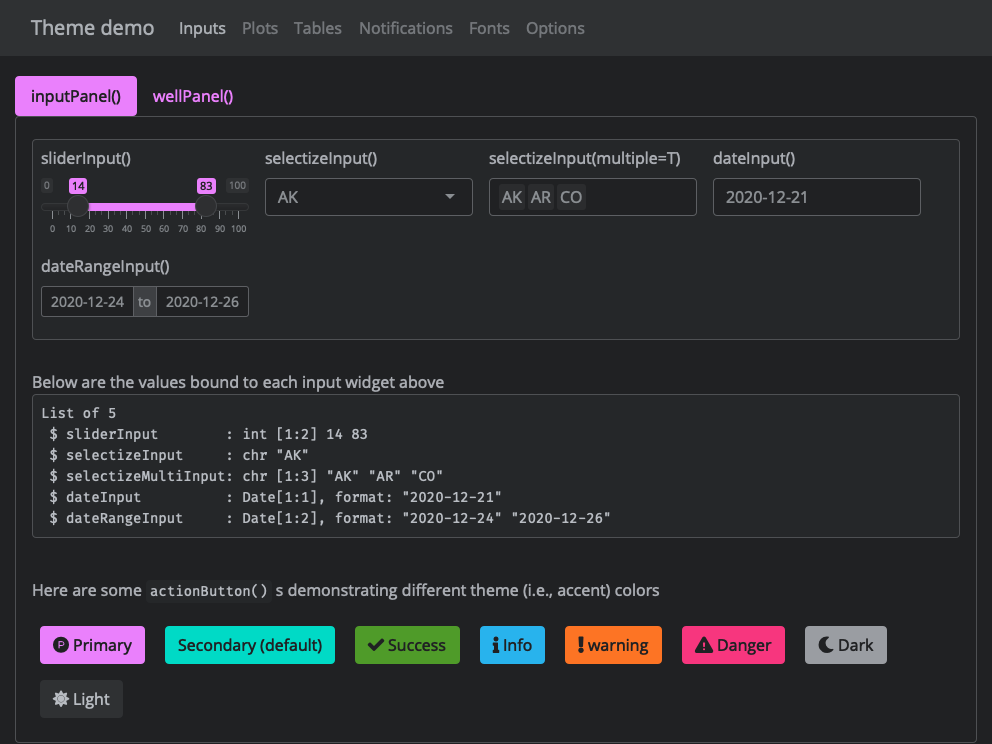 Theme demo Inputs Plots Tables Notifications Fonts Options
inputPanel() wellPanel()
sliderInput() selectizeInput() selectizeInput(multiple=T) dateInput()
0 14 83 100
AK AK AR CO 2020-12-21
0 10 20 30 40 50 60 70 80 90 100
dateRangeInput()
2020-12-24 to 2020-12-26
Below are the values bound to each input widget above
List of 5
$ sliderInput : int [1:2] 14 83
$ selectizeInput : chr "AK"
$ selectizeMultiInput: chr [1:3] "AK" "AR" "CO"
$ dateInput : Date[1:1], format: "2020-12-21"
$ dateRangeInput : Date[1:2], format: "2020-12-24" "2020-12-26"
Here are some actionButton() s demonstrating different theme (i.e., accent) colors
P Primary Secondary (default) Success Info warning Danger Dark
Light